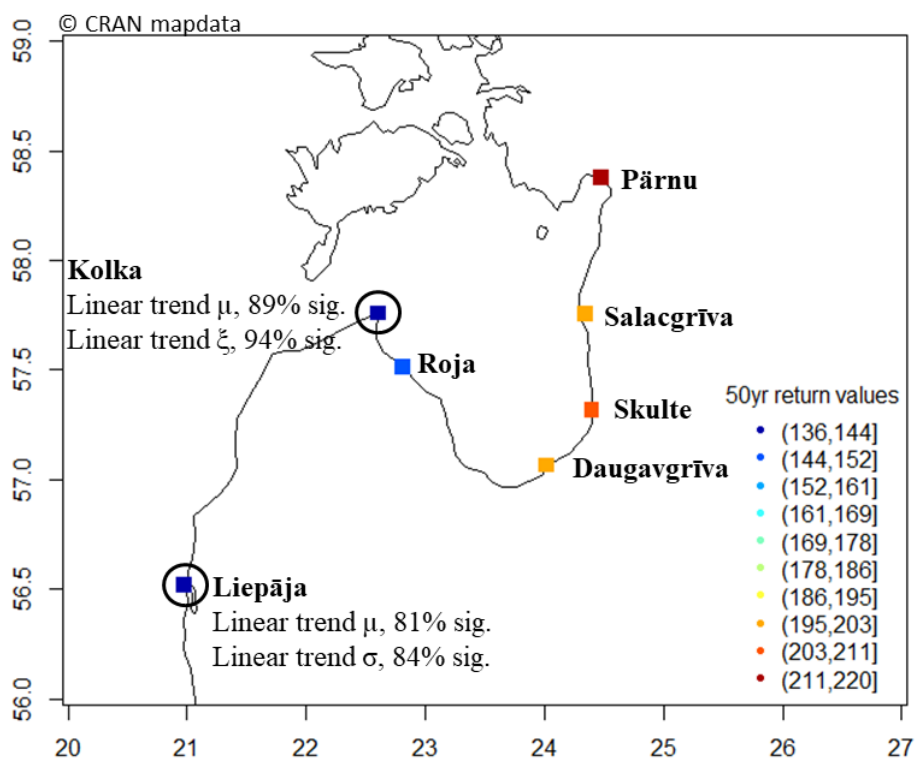 © CRAN mapdata
59.0
58.5
58.0
57.5
57.0
56.5
56.0
Pärnu
Kolka
Linear trend μ, 89% sig.
Linear trend ξ, 94% sig.
Salacgrīva
Roja
Skulte
Daugavgrīva
Liepāja
Linear trend μ, 81% sig.
Linear trend σ, 84% sig.
50yr return values
(136,144]
(144,152]
(152,161]
(161,169]
(169,178]
(178,186]
(186,195]
(195,203]
(203,211]
(211,220]
20 21 22 23 24 25 26 27